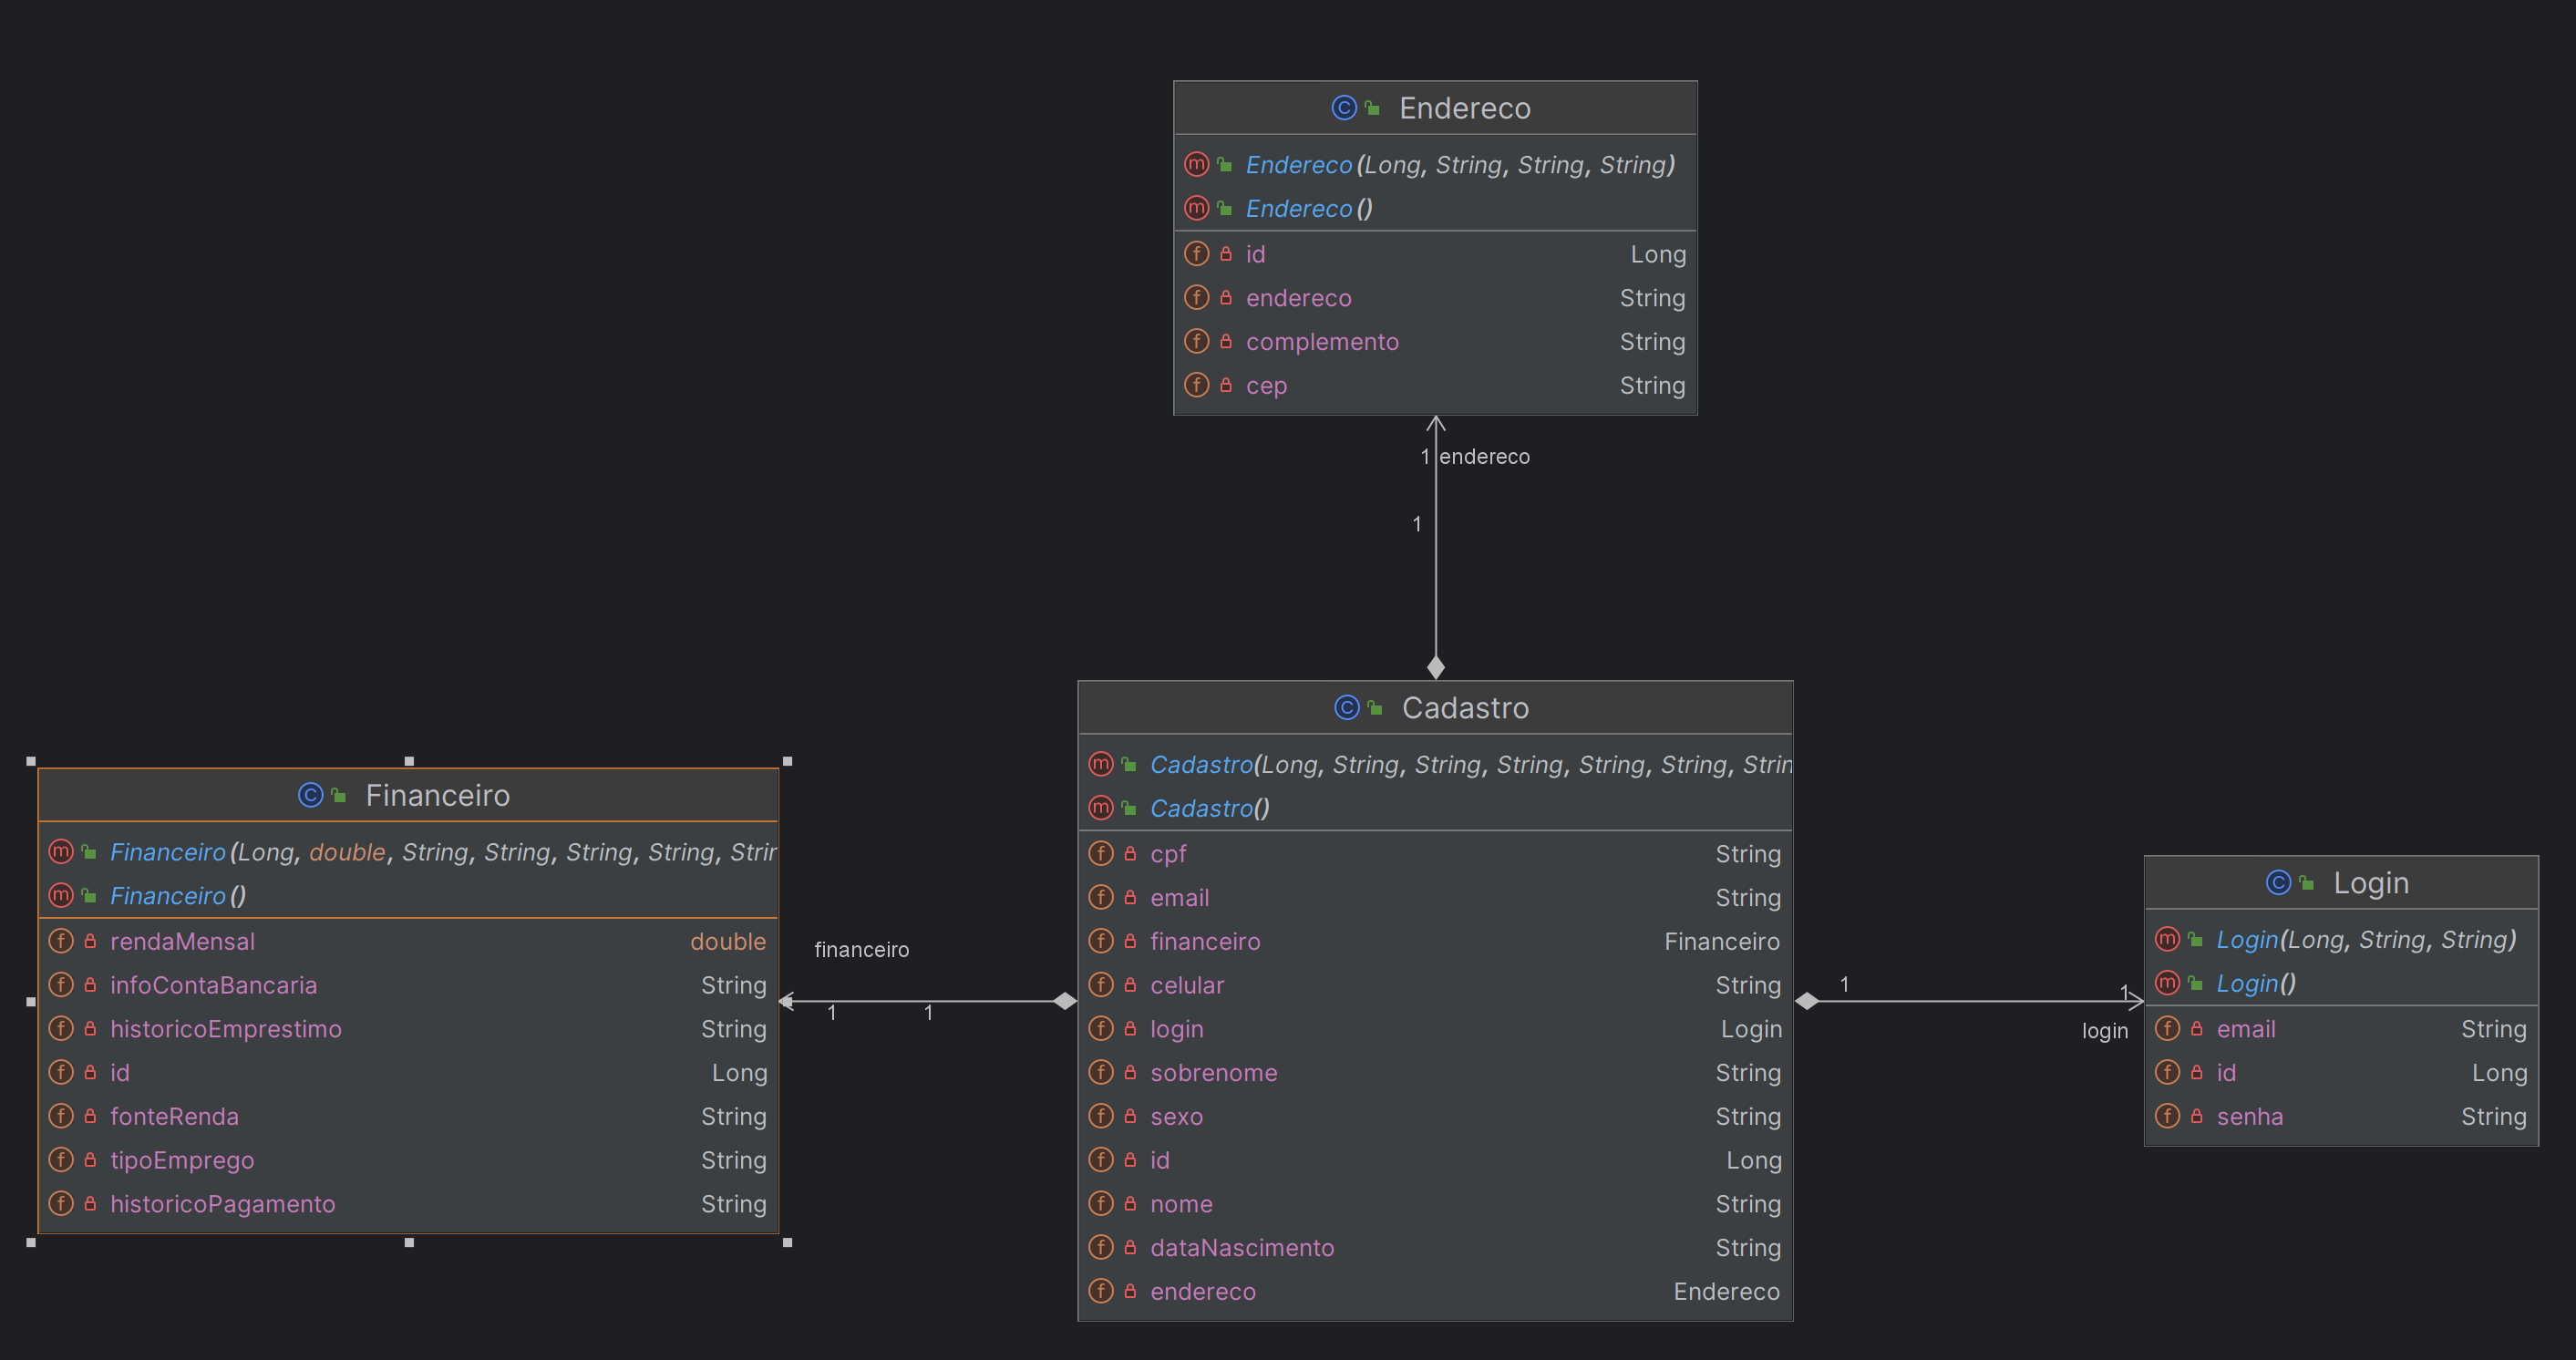 Endereco
Endereco(Long, String, String, String)
Endereco()
id Long
endereco String
complemento String
cep String
1 endereco
1
Cadastro
Cadastro(Long, String, String, String, String, String, Strin
Cadastro()
cpf String
email String
financeiro Financeiro
celular String
login Login
sobrenome String
sexo String
id Long
nome String
dataNascimento String
endereco Endereco
Financeiro
Financeiro(Long, double, String, String, String, String, Strin
Financeiro()
rendaMensal double
infoContaBancaria String
historicoEmprestimo String
id Long
fonteRenda String
tipoEmprego String
historicoPagamento String
financeiro
1 1
1 1
login
Login
Login(Long, String, String)
Login()
email String
id Long
senha String